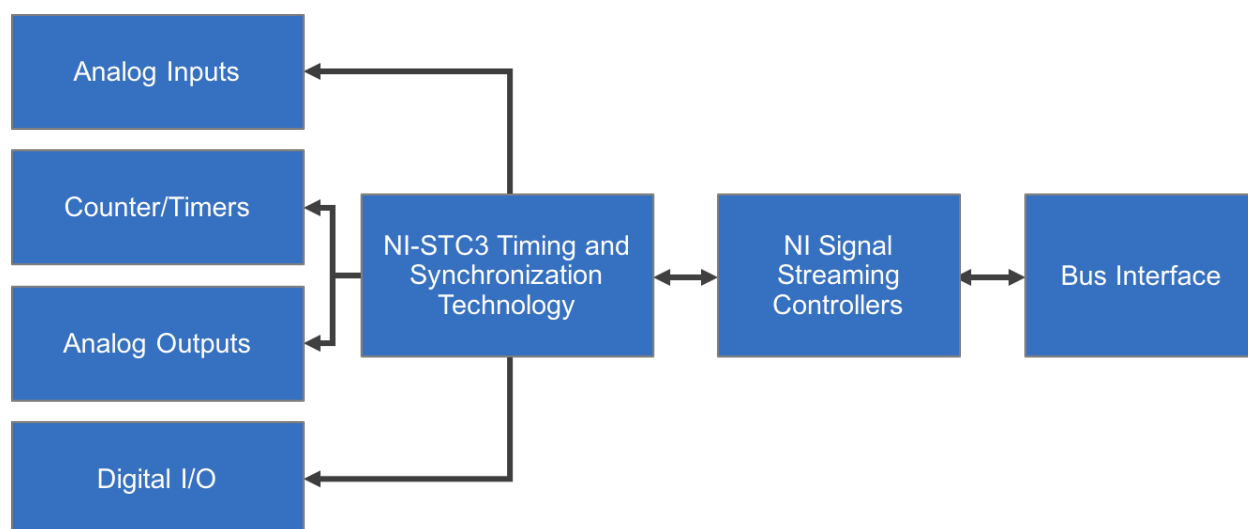 Analog Inputs
Counter/Timers
Analog Outputs
Digital I/O
NI-STC3 Timing and
Synchronization
Technology
NI Signal
Streaming
Controllers
Bus Interface